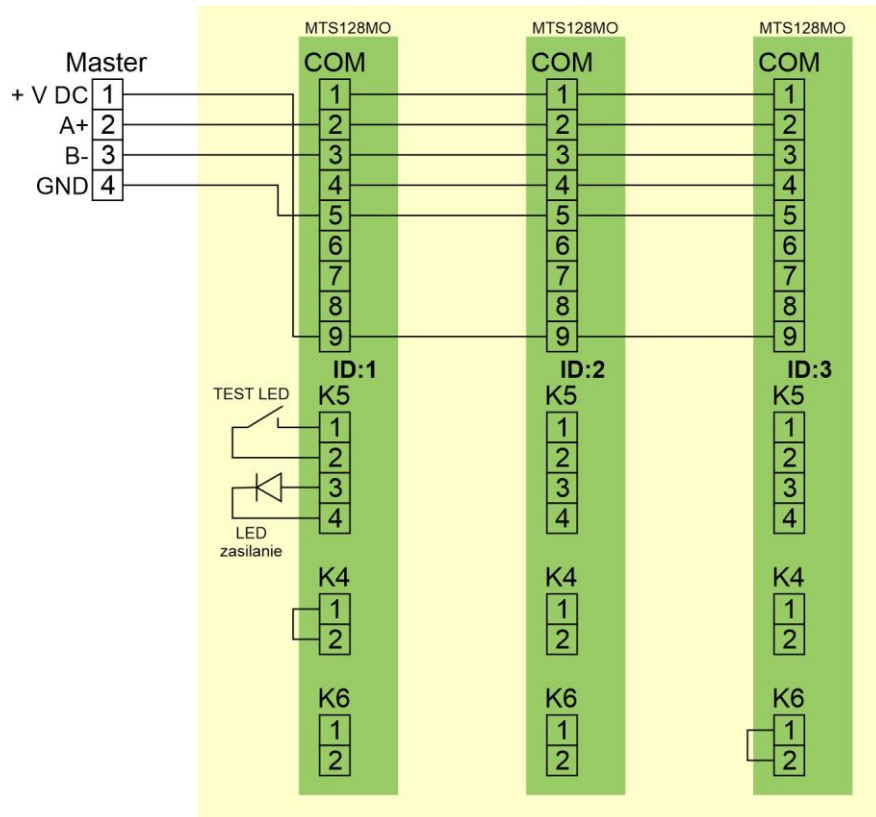 MTS128MO MTS128MO MTS128MO
Master COM COM COM
+ V DC 1 1 1 1
A+ 2 2 2 2
B- 3 3 3 3
GND 4 4 4 4
5 5 5
6 6 6
7 7 7
8 8 8
9 9 9
ID:1 ID:2 ID:3
TEST LED K5 K5 K5
1 1 1
2 2 2
3 3 3
4 4 4
LED
zasilanie
K4 K4 K4
1 1 1
2 2 2
K6 K6 K6
1 1 1
2 2 2